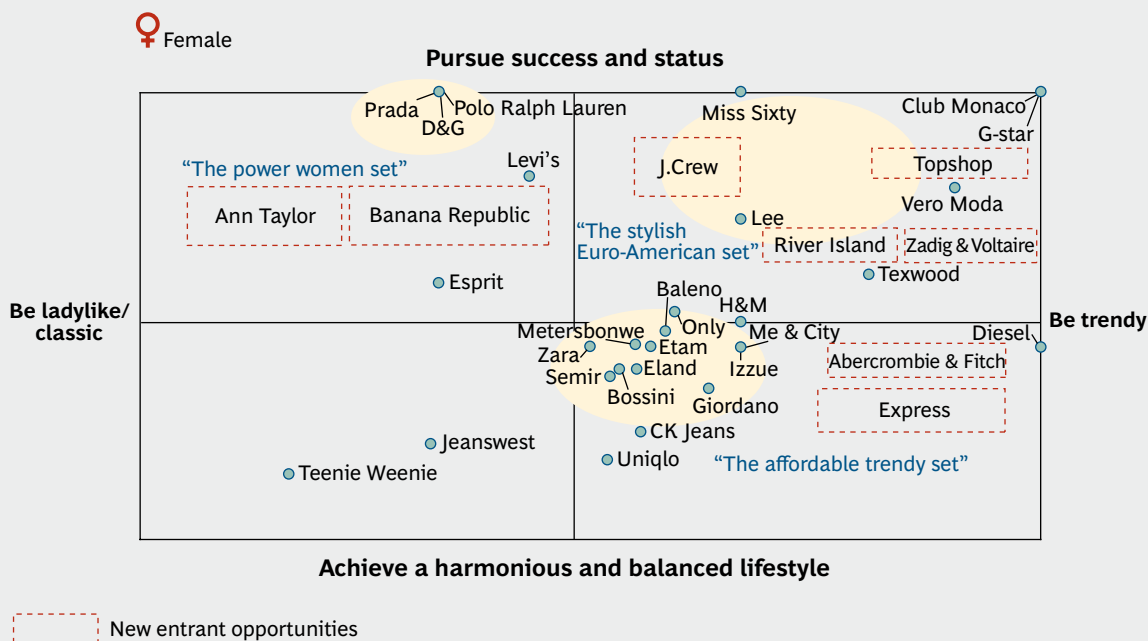 Female
Pursue success and status
Prada
Polo Ralph Lauren
D&G
Miss Sixty
Club Monaco
G-star
Levi’s
“The power women set”
J.Crew
Topshop
Ann Taylor
Banana Republic
Vero Moda
Lee
“The stylish
Euro-American set”
River Island
Zadig & Voltaire
Esprit
Texwood
Baleno
H&M
Be ladylike/
classic
Be trendy
Only
Metersbonwe
Me & City
Diesel
Zara
Etam
Izzue
Abercrombie & Fitch
Semir
Eland
Bossini
Giordano
Express
CK Jeans
Jeanswest
Uniqlo
“The affordable trendy set”
Teenie Weenie
Achieve a harmonious and balanced lifestyle
New entrant opportunities